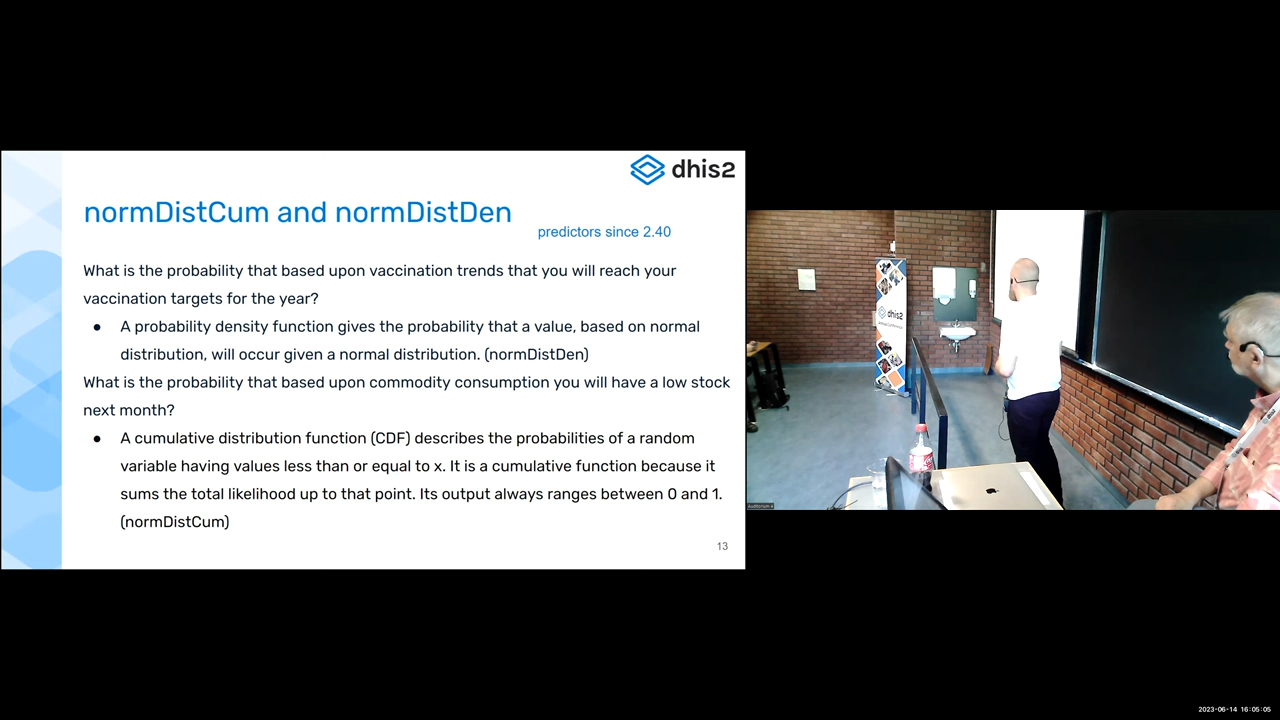 dhis2
normDistCum and normDistDen
predictors since 2.40
What is the probability that based upon vaccination trends that you will reach your
vaccination targets for the year?
● A probability density function gives the probability that a value, based on normal
distribution, will occur given a normal distribution. (normDistDen)
What is the probability that based upon commodity consumption you will have a low stock
next month?
● A cumulative distribution function (CDF) describes the probabilities of a random
variable having values less than or equal to x. It is a cumulative function because it
sums the total likelihood up to that point. Its output always ranges between 0 and 1.
(normDistCum)
13
dhis2
2023-06-14 16:05:05